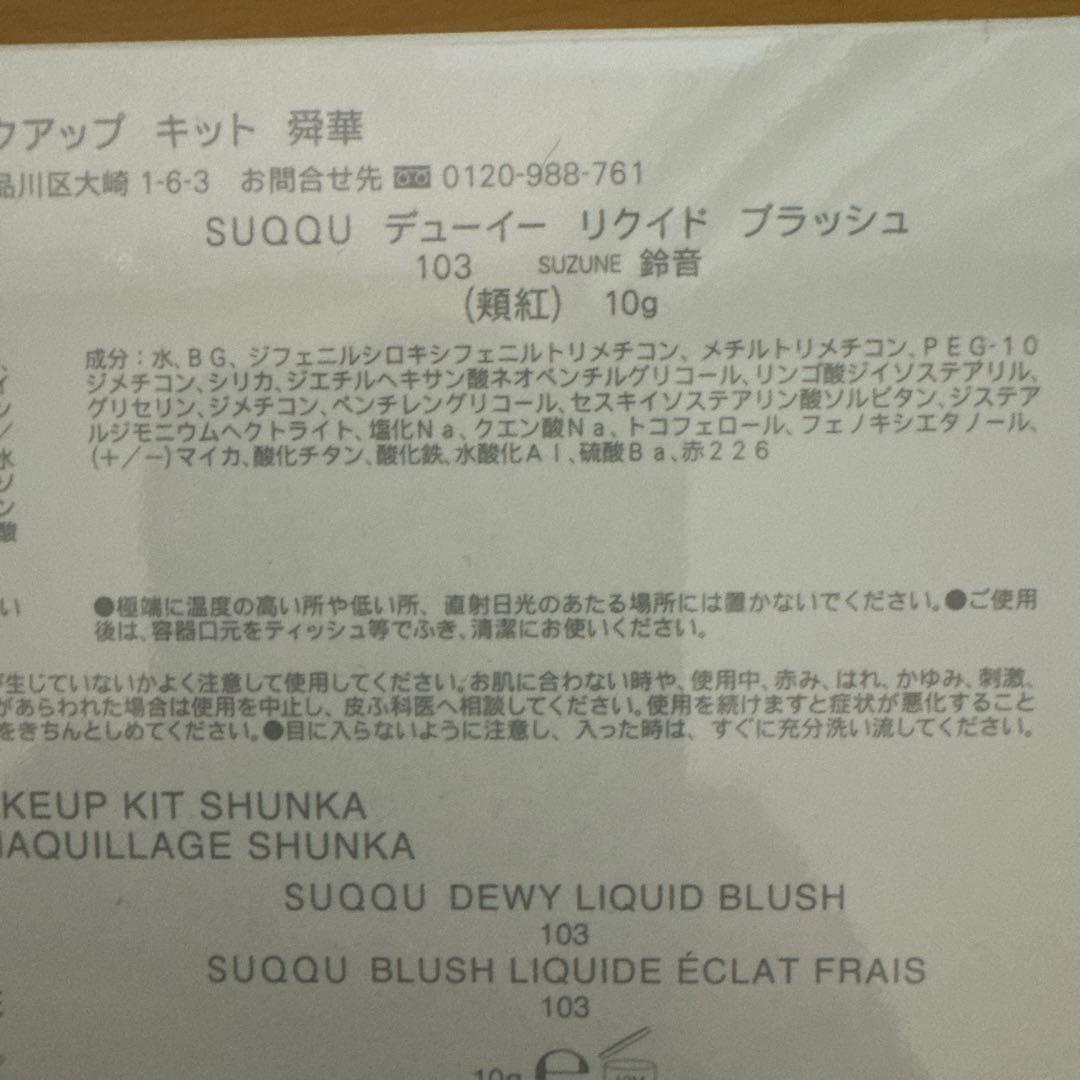 クアップ キット 舜華
品川区大崎 1-6-3 お問合せ先 0120-988-761
SUQQU デューイー リクイド ブラッシュ
103 SUZUNE 鈴音
(頬紅) 10g
成分：水、BG、ジフェニルシロキシフェニルトリメチコン、メチルトリメチコン、PEG-10
ジメチコン、シリカ、ジエチルヘキサン酸ネオペンチルグリコール、リンゴ酸ジイソステアリル、
グリセリン、ジメチコン、ペンチレングリコール、セスキイソステアリン酸ソルビタン、ジステア
ルジモニウムヘクトライト、塩化Na、クエン酸Na、トコフェロール、フェノキシエタノール、
(+/−)マイカ、酸化チタン、酸化鉄、水酸化Al、硫酸Ba、赤226
、
イ
ン
／
水
ソ
ン
酸
い
●極端に温度の高い所や低い所、直射日光のあたる場所には置かないでください。●ご使用
後は、容器口元をティッシュ等でふき、清潔にお使いください。
が生じていないかよく注意して使用してください。お肌に合わない時や、使用中、赤み、はれ、かゆみ、刺激、
があらわれた場合は使用を中止し、皮ふ科医へ相談してください。使用を続けますと症状が悪化すること
をきちんとしめてください。●目に入らないように注意し、入った時は、すぐに充分洗い流してください。
KEUP KIT SHUNKA
MAQUILLAGE SHUNKA
SUQQU DEWY LIQUID BLUSH
103
SUQQU BLUSH LIQUIDE ÉCLAT FRAIS
103
10g ℮